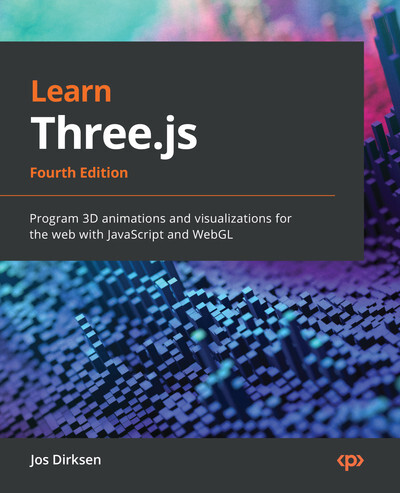 Learn
Three.js
Fourth Edition
Program 3D animations and visualizations for
the web with JavaScript and WebGL
Jos Dirksen
<p>